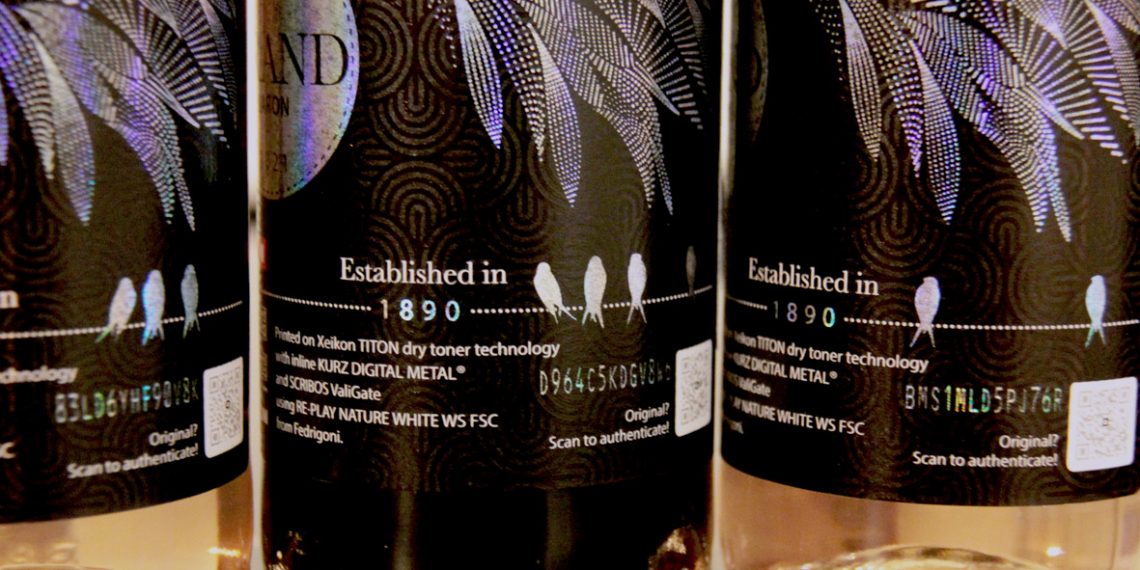 AND
Established in
1890
Printed on Xeikon TITON dry toner technology
with inline KURZ DIGITAL METAL®
and SCRIBOS ValiGate
using RE-PLAY NATURE WHITE WS FSC
from Fedrigoni.
Original?
Scan to authenticate!
83LD6YHF90V8K
Original?
Scan to authenticate!
Established in
1890
Xeikon TITON dry toner technology
KURZ DIGITAL METAL®
ValiGate
NATURE WHITE WS FSC
BMS1MLD5PJ76R
Original?
Scan to authenticate!